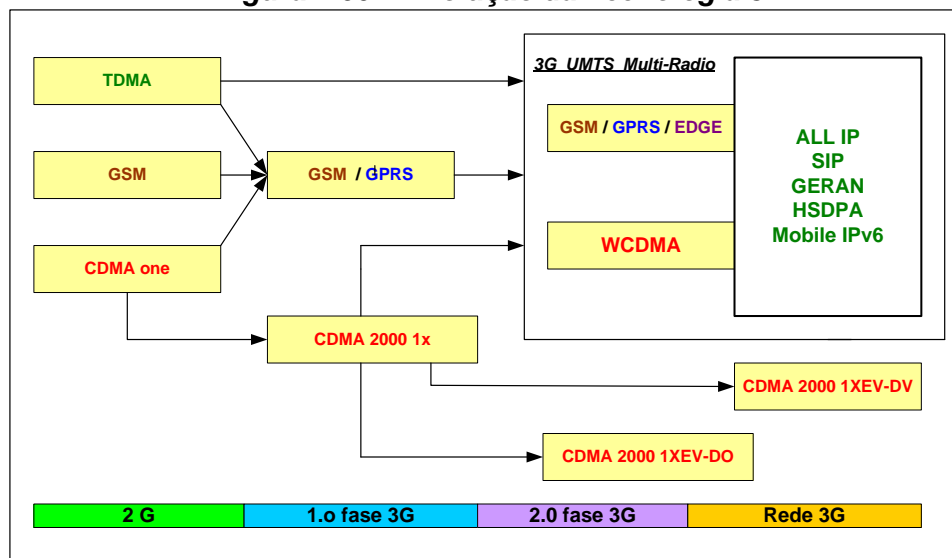 3G UMTS Multi-Radio
TDMA
GSM / GPRS / EDGE
ALL IP
SIP
GERAN
HSDPA
Mobile IPv6
GSM
GSM / GPRS
WCDMA
CDMA one
CDMA 2000 1x
CDMA 2000 1XEV-DV
CDMA 2000 1XEV-DO
2 G
1.o fase 3G
2.0 fase 3G
Rede 3G